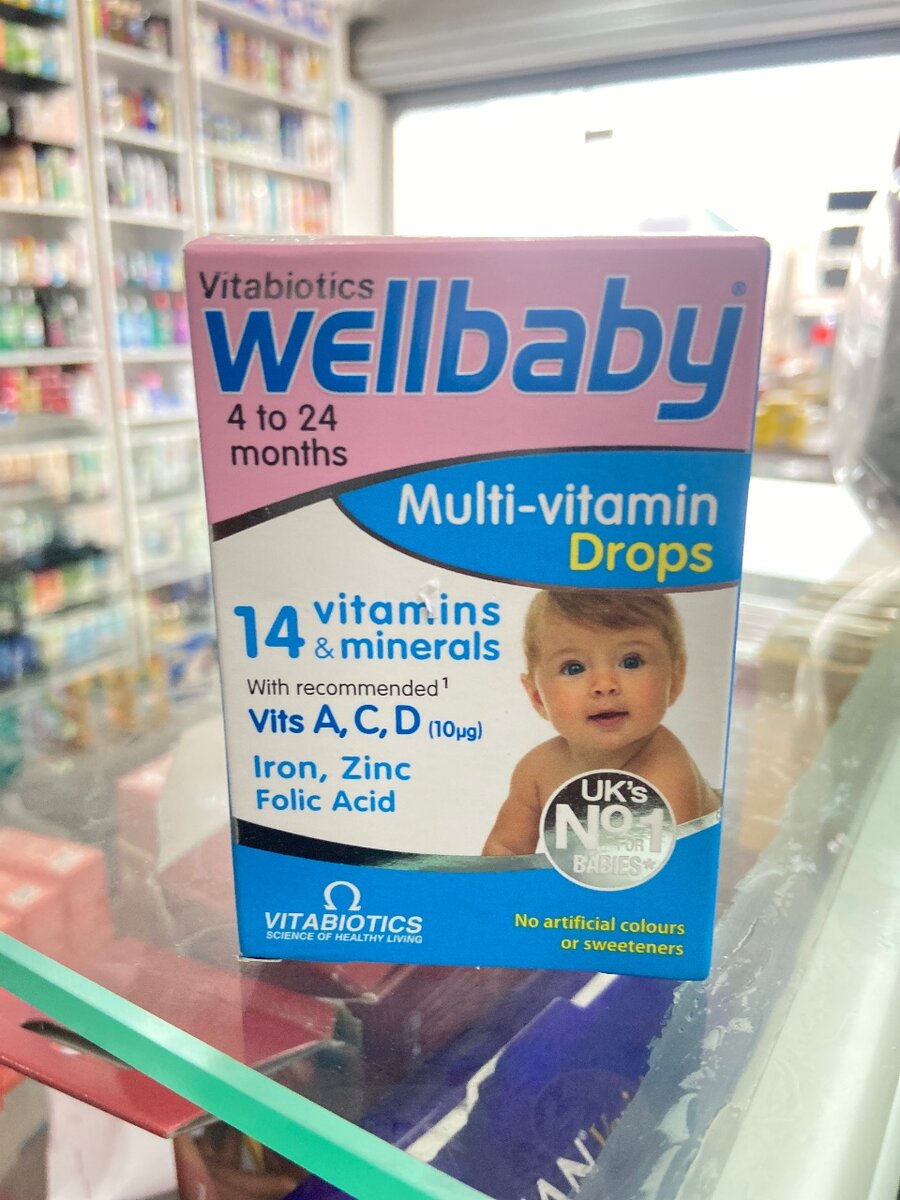 Vitabiotics
wellbaby®
4 to 24
months
Multi-vitamin
Drops
14 vitamins
& minerals
With recommended¹
Vits A, C, D (10µg)
Iron, Zinc
Folic Acid
UK's
No1
FOR
BABIES*
VITABIOTICS
SCIENCE OF HEALTHY LIVING
No artificial colours
or sweeteners